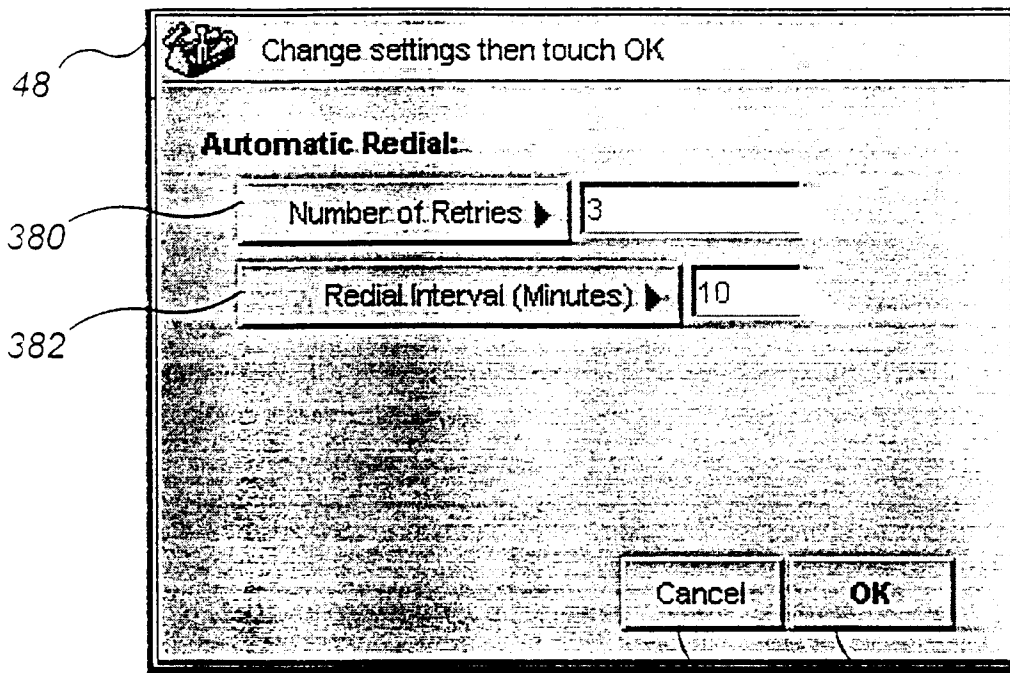 48
Change settings then touch OK
Automatic Redial:
380
Number of Retries
3
382
Redial Interval (Minutes)
10
Cancel
OK